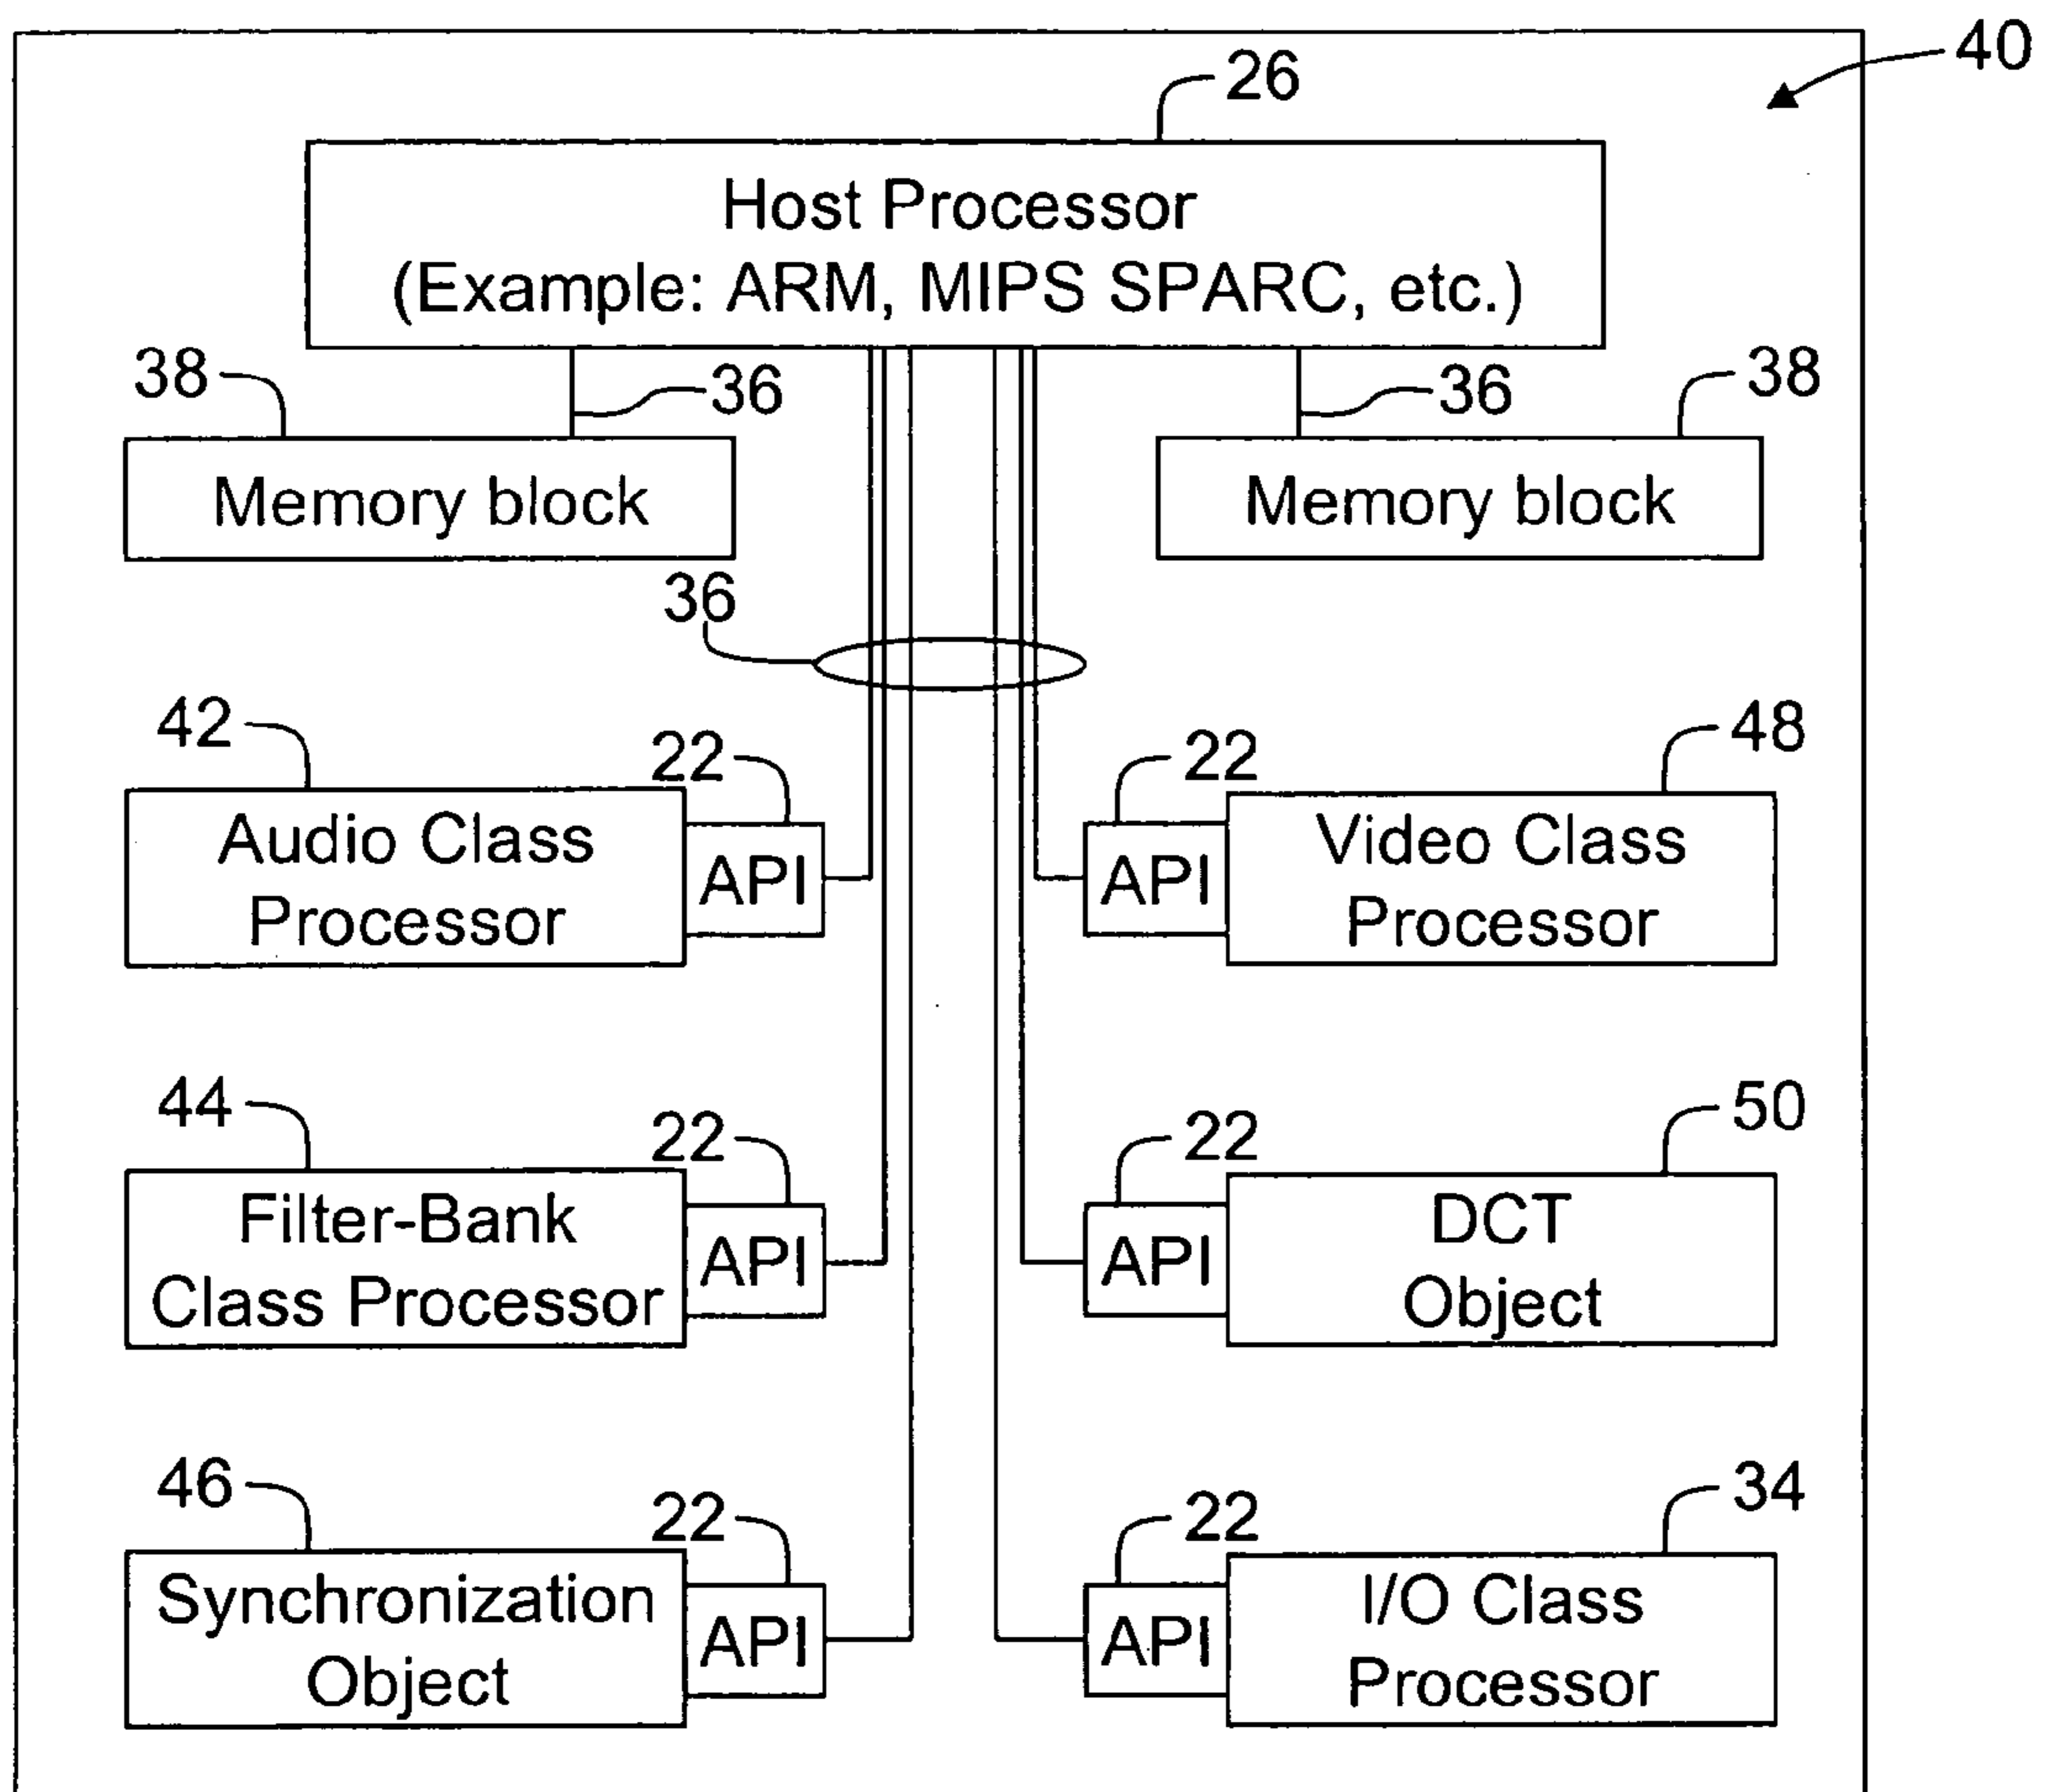 40
26
Host Processor
(Example: ARM, MIPS SPARC, etc.)
38
36
36
38
Memory block
Memory block
36
42
22
22
48
Audio Class
Processor
API
API
Video Class
Processor
44
22
22
50
Filter-Bank
Class Processor
API
API
DCT
Object
46
22
22
34
Synchronization
Object
API
API
I/O Class
Processor